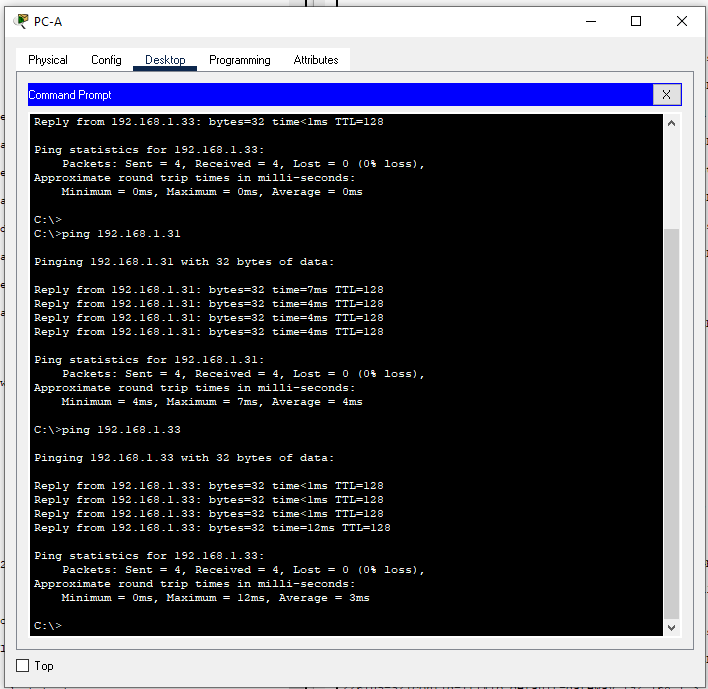 PC-A
Physical Config Desktop Programming Attributes
Command Prompt
X
Reply from 192.168.1.33: bytes=32 time<1ms TTL=128
Ping statistics for 192.168.1.33:
Packets: Sent = 4, Received = 4, Lost = 0 (0% loss),
Approximate round trip times in milli-seconds:
Minimum = 0ms, Maximum = 0ms, Average = 0ms
C:\>
C:\>ping 192.168.1.31
Pinging 192.168.1.31 with 32 bytes of data:
Reply from 192.168.1.31: bytes=32 time=7ms TTL=128
Reply from 192.168.1.31: bytes=32 time=4ms TTL=128
Reply from 192.168.1.31: bytes=32 time=4ms TTL=128
Reply from 192.168.1.31: bytes=32 time=4ms TTL=128
Ping statistics for 192.168.1.31:
Packets: Sent = 4, Received = 4, Lost = 0 (0% loss),
Approximate round trip times in milli-seconds:
Minimum = 4ms, Maximum = 7ms, Average = 4ms
C:\>ping 192.168.1.33
Pinging 192.168.1.33 with 32 bytes of data:
Reply from 192.168.1.33: bytes=32 time<1ms TTL=128
Reply from 192.168.1.33: bytes=32 time<1ms TTL=128
Reply from 192.168.1.33: bytes=32 time<1ms TTL=128
Reply from 192.168.1.33: bytes=32 time=12ms TTL=128
Ping statistics for 192.168.1.33:
Packets: Sent = 4, Received = 4, Lost = 0 (0% loss),
Approximate round trip times in milli-seconds:
Minimum = 0ms, Maximum = 12ms, Average = 3ms
C:\>
Top